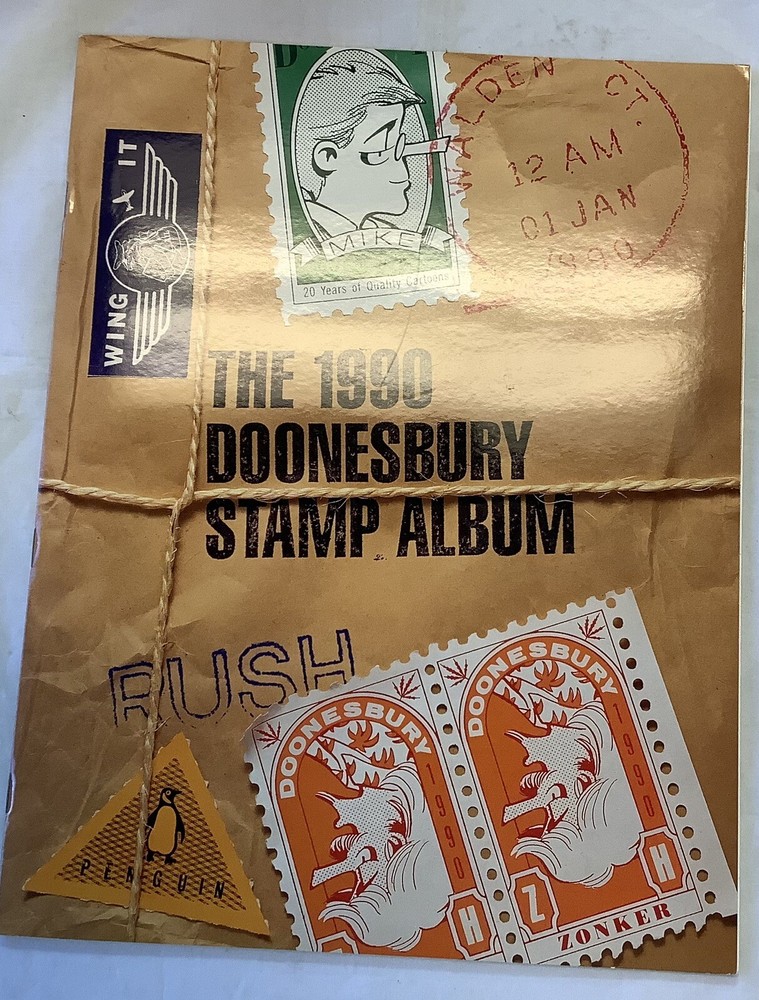 MIKE
20 Years of Quality Cartoons
WALDEN CT.
12 AM
01 JAN
1990
WING IT
THE 1990
DOONESBURY
STAMP ALBUM
RUSH
PENGUIN
DOONESBURY
1990
H
DOONESBURY
1990
Z
H
ZONKER